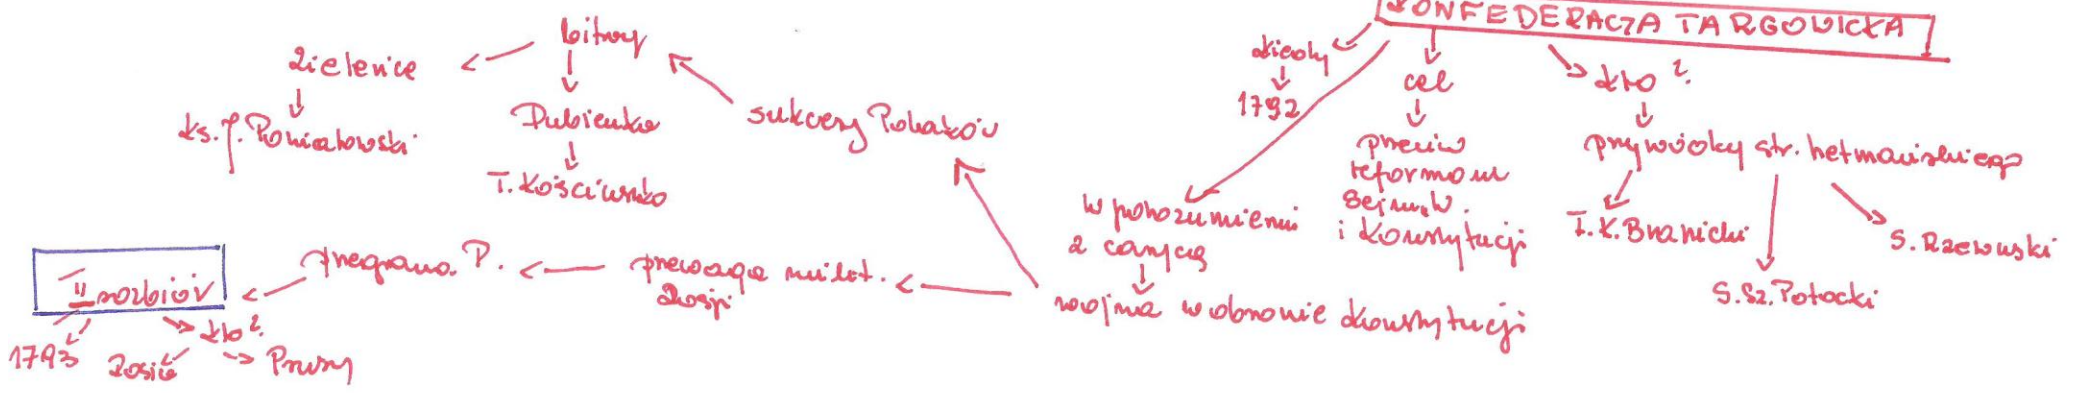 KONFEDERACJA TARGOWICKA
kiedy
1792
cel
przeciw
reformom
Sejmu W.
i Konstytucji
kto?
przywódcy str. hetmańskiego
F. K. Branicki
S. Sz. Potocki
S. Rzewuski
w porozumieniu
z carycą
wojna w obronie Konstytucji
sukcesy Polaków
bitwy
Zieleńce
ks. J. Poniatowski
Dubienka
T. Kościuszko
przewaga milit.
Rosji
przegrana P.
II rozbiór
1793
kto?
Rosja
Prusy